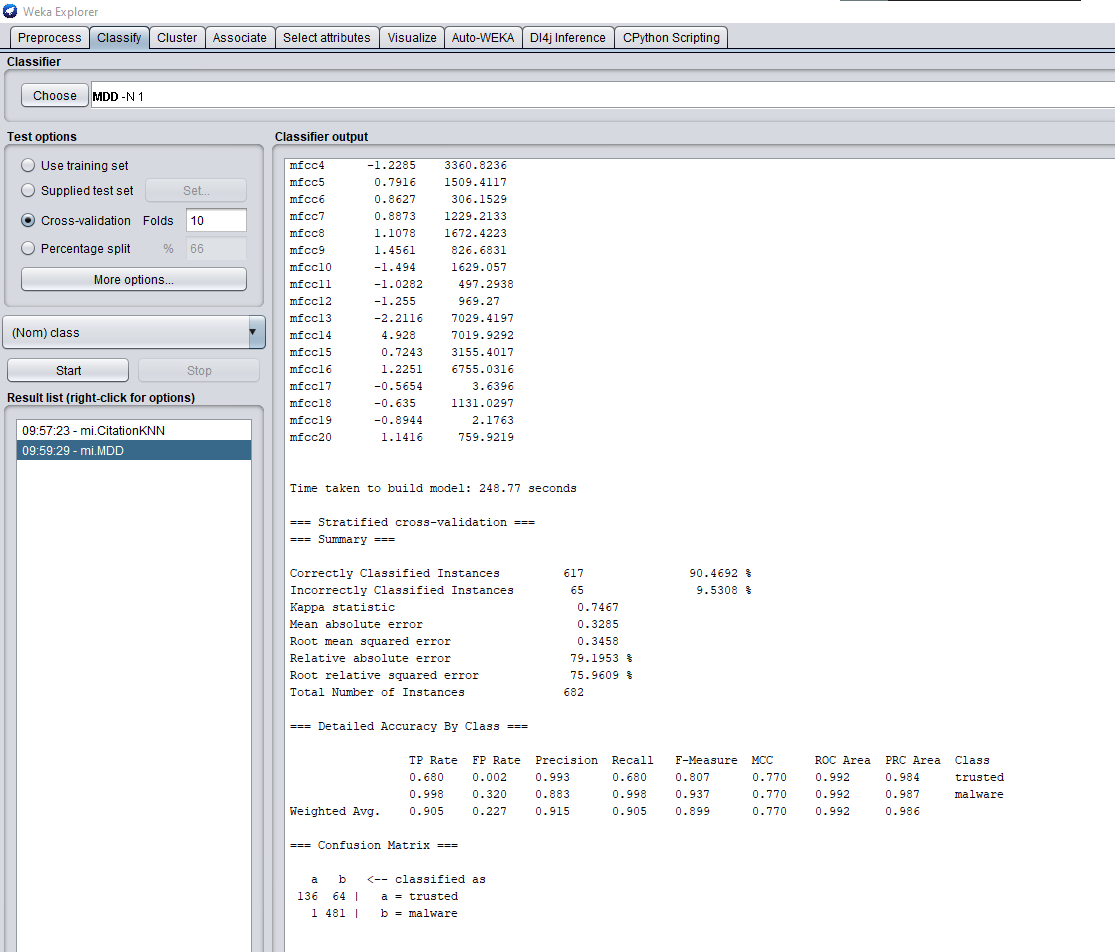 Weka Explorer
Preprocess Classify Cluster Associate Select attributes Visualize Auto-WEKA Dl4j Inference CPython Scripting
Classifier
Choose MDD -N 1
Test options
Use training set
Supplied test set Set...
Cross-validation Folds 10
Percentage split % 66
More options...
(Nom) class
Start Stop
Result list (right-click for options)
09:57:23 - mi.CitationKNN
09:59:29 - mi.MDD
Classifier output
mfcc4 -1.2285 3360.8236
mfcc5 0.7916 1509.4117
mfcc6 0.8627 306.1529
mfcc7 0.8873 1229.2133
mfcc8 1.1078 1672.4223
mfcc9 1.4561 826.6831
mfcc10 -1.494 1629.057
mfcc11 -1.0282 497.2938
mfcc12 -1.255 969.27
mfcc13 -2.2116 7029.4197
mfcc14 4.928 7019.9292
mfcc15 0.7243 3155.4017
mfcc16 1.2251 6755.0316
mfcc17 -0.5654 3.6396
mfcc18 -0.635 1131.0297
mfcc19 -0.8944 2.1763
mfcc20 1.1416 759.9219
Time taken to build model: 248.77 seconds
=== Stratified cross-validation ===
=== Summary ===
Correctly Classified Instances 617 90.4692 %
Incorrectly Classified Instances 65 9.5308 %
Kappa statistic 0.7467
Mean absolute error 0.3285
Root mean squared error 0.3458
Relative absolute error 79.1953 %
Root relative squared error 75.9609 %
Total Number of Instances 682
=== Detailed Accuracy By Class ===
TP Rate FP Rate Precision Recall F-Measure MCC ROC Area PRC Area Class
0.680 0.002 0.993 0.680 0.807 0.770 0.992 0.984 trusted
0.998 0.320 0.883 0.998 0.937 0.770 0.992 0.987 malware
Weighted Avg. 0.905 0.227 0.915 0.905 0.899 0.770 0.992 0.986
=== Confusion Matrix ===
a b <-- classified as
136 64 | a = trusted
1 481 | b = malware